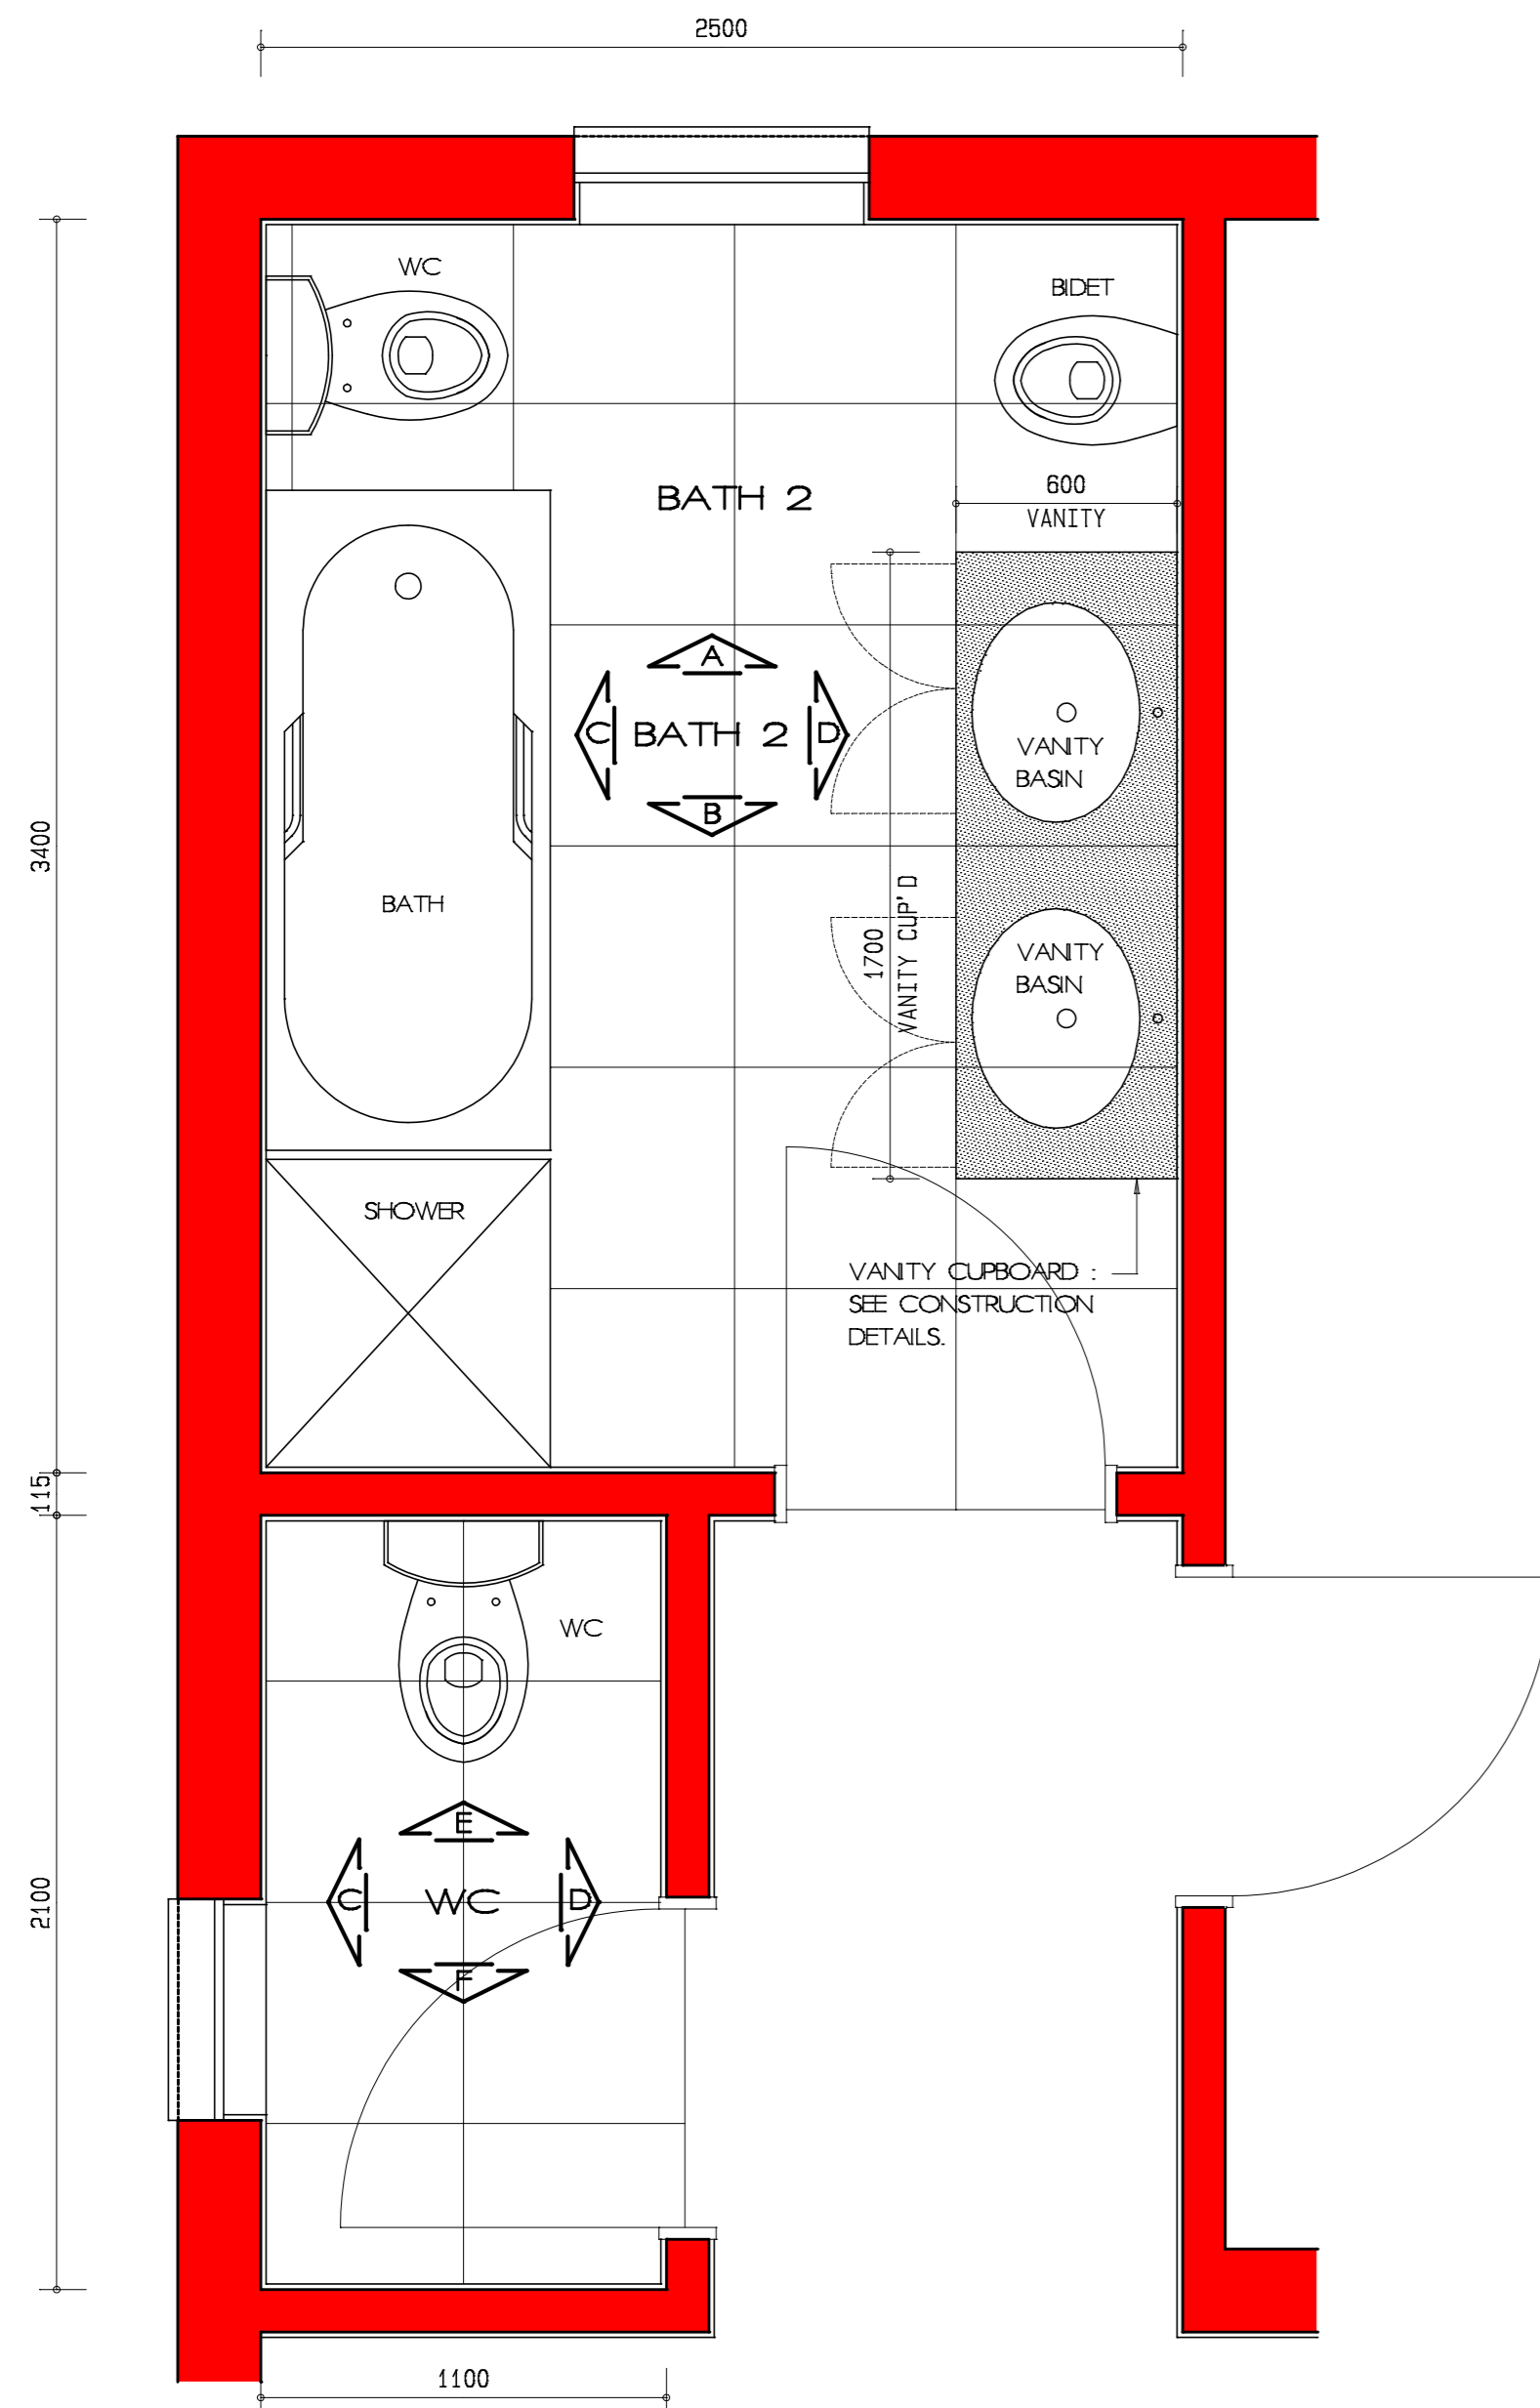 2500
WC
BIDET
BATH 2
600
VANITY
A
C BATH 2 D
B
VANITY
BASIN
3400
BATH
1700
VANITY CUP'D
VANITY
BASIN
SHOWER
VANITY CUPBOARD :
SEE CONSTRUCTION
DETAILS.
115
WC
E
C WC D
F
2100
1100